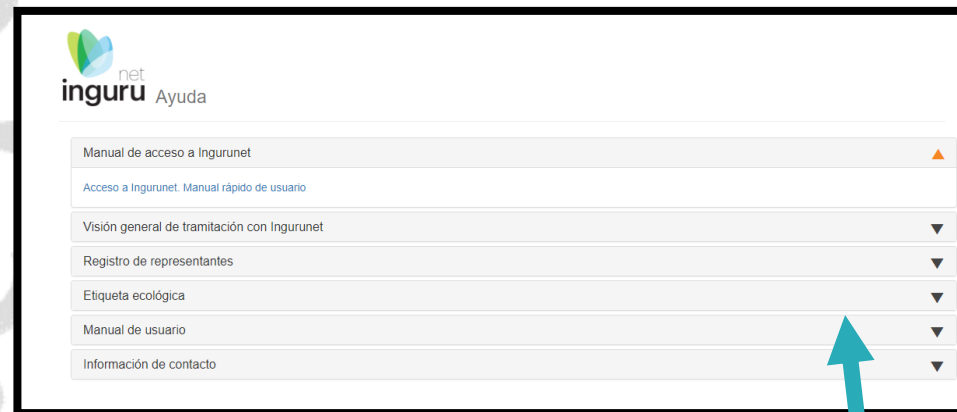 net
inguru Ayuda
Manual de acceso a Ingurunet
Acceso a Ingurunet. Manual rápido de usuario
Visión general de tramitación con Ingurunet
Registro de representantes
Etiqueta ecológica
Manual de usuario
Información de contacto